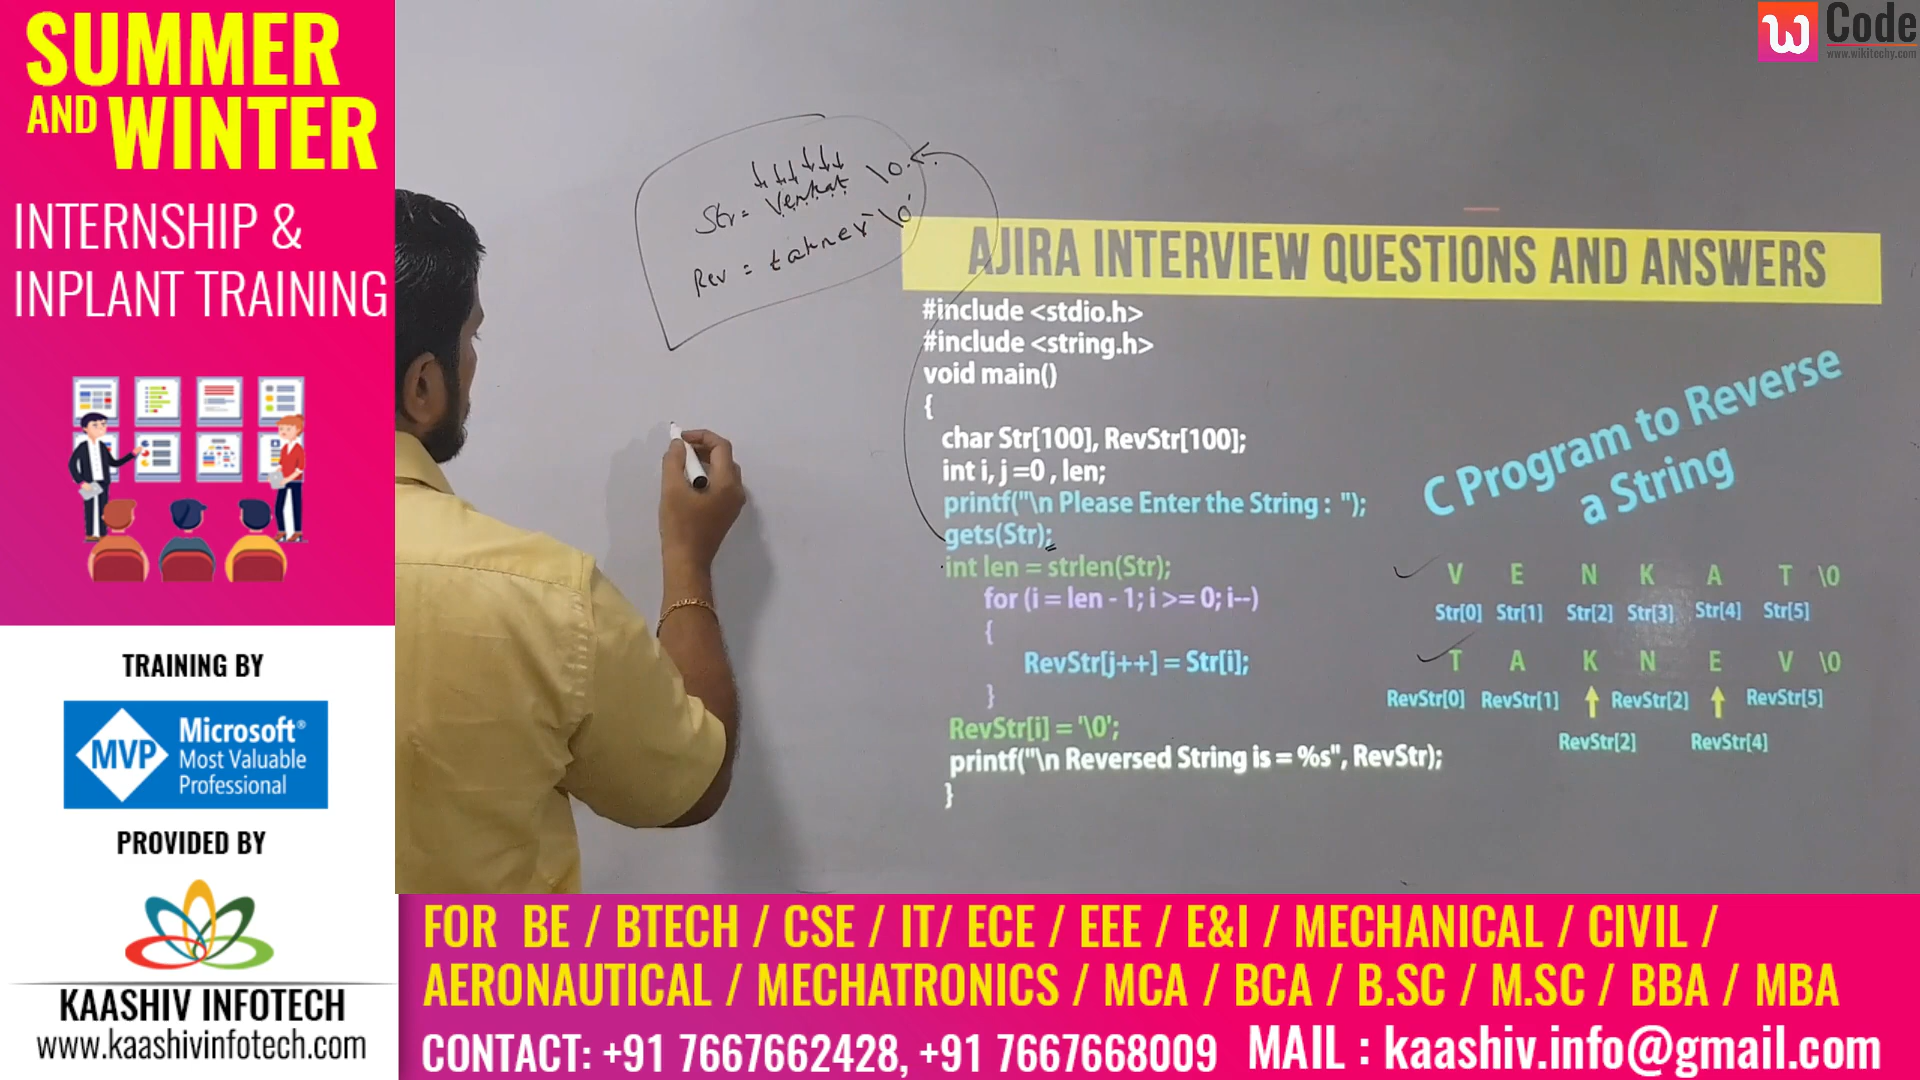 SUMMER
AND WINTER
INTERNSHIP &
INPLANT TRAINING
TRAINING BY
MVP
Microsoft®
Most Valuable
Professional
PROVIDED BY
KAASHIV INFOTECH
www.kaashivinfotech.com
W Code
www.wikitechy.com
Str = Venkat \0
Rev = taknev \0
AJIRA INTERVIEW QUESTIONS AND ANSWERS
#include <stdio.h>
#include <string.h>
void main()
{
char Str[100], RevStr[100];
int i, j =0 , len;
printf("\n Please Enter the String : ");
gets(Str);
int len = strlen(Str);
for (i = len - 1; i >= 0; i--)
{
RevStr[j++] = Str[i];
}
RevStr[i] = '\0';
printf("\n Reversed String is = %s", RevStr);
}
C Program to Reverse
a String
V E N K A T \0
Str[0] Str[1] Str[2] Str[3] Str[4] Str[5]
T A K N E V \0
RevStr[0] RevStr[1] RevStr[2] RevStr[5]
RevStr[2] RevStr[4]
FOR BE / BTECH / CSE / IT/ ECE / EEE / E&I / MECHANICAL / CIVIL /
AERONAUTICAL / MECHATRONICS / MCA / BCA / B.SC / M.SC / BBA / MBA
CONTACT: +91 7667662428, +91 7667668009 MAIL : kaashiv.info@gmail.com